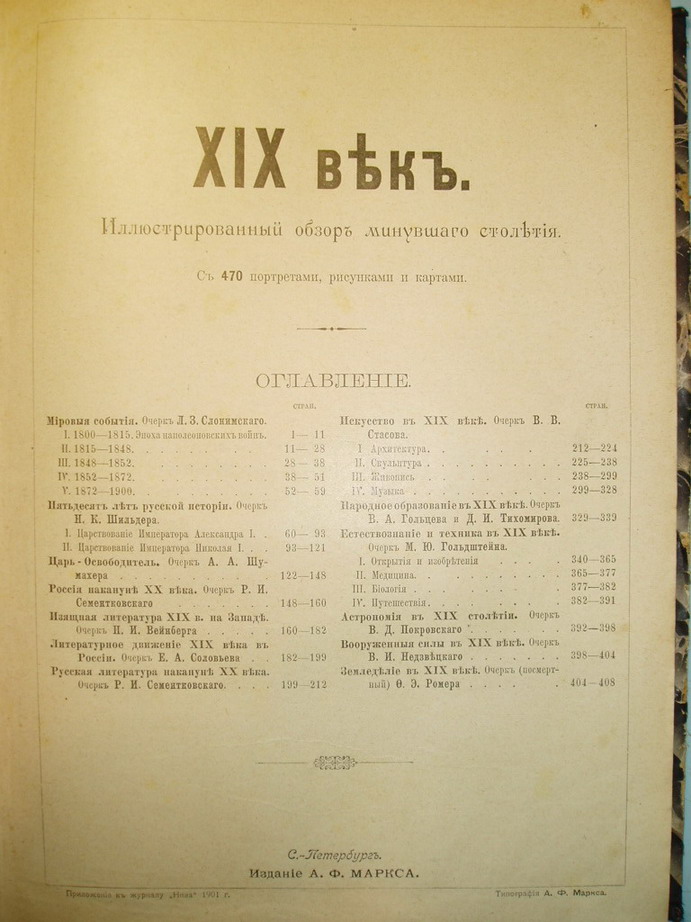 XIX вѣкъ.
Иллюстрированный обзоръ минувшаго столѣтія.
Съ 470 портретами, рисунками и картами.
ОГЛАВЛЕНІЕ.
СТРАН.
Міровыя событія. Очеркъ Л. З. Слонимскаго.
I. 1800—1815. Эпоха наполеоновскихъ войнъ. 1— 11
II. 1815—1848. . . . . . . . . . 11— 28
III. 1848—1852. . . . . . . . . . 28— 38
IV. 1852—1872. . . . . . . . . . 38— 51
V. 1872—1900. . . . . . . . . . 52— 59
Пятьдесятъ лѣтъ русской исторіи. Очеркъ
Н. К. Шильдера.
I. Царствованіе Императора Александра I. . 60— 93
II. Царствованіе Императора Николая I. . . 93—121
Царь-Освободитель. Очеркъ А. А. Шу-
махера . . . . . . . . . . . 122—148
Россія наканунѣ XX вѣка. Очеркъ Р. И.
Сементковскаго . . . . . . . . 148—160
Изящная литература XIX в. на Западѣ.
Очеркъ П. И. Вейнберга . . . . . 160—182
Литературное движеніе XIX вѣка въ
Россіи. Очеркъ Е. А. Соловьева . . 182—199
Русская литература наканунѣ XX вѣка.
Очеркъ Р. И. Сементковскаго. . . . 199—212
СТРАН.
Искусство въ XIX вѣкѣ. Очеркъ В. В.
Стасова.
I Архитектура. . . . . . . . 212—224
II. Скульптура . . . . . . . . 225—238
III. Живопись . . . . . . . . . 238—299
IV. Музыка . . . . . . . . . . 299—328
Народное образованіе въ XIX вѣкѣ. Очеркъ
В. А. Гольцева и Д. И. Тихомирова. 329—339
Естествознаніе и техника въ XIX вѣкѣ.
Очеркъ М. Ю. Гольдштейна.
I. Открытія и изобрѣтенія . . . . 340—365
II. Медицина. . . . . . . . . . 365—377
III. Біологія . . . . . . . . . . 377—382
IV. Путешествія. . . . . . . . . 382—391
Астрономія въ XIX столѣтіи. Очеркъ
В. Д. Покровскаго . . . . . . 392—398
Вооруженныя силы въ XIX вѣкѣ. Очеркъ
В. И. Недзвѣцкаго . . . . . . 398—404
Земледѣліе въ XIX вѣкѣ. Очеркъ (посмерт-
ный) Ѳ. Э. Ромера . . . . . . . 404—408
С.-Петербургъ.
Изданіе А. Ф. МАРКСА.
Приложеніе къ журналу „Нива“ 1901 г.
Типографія А. Ф. Маркса.